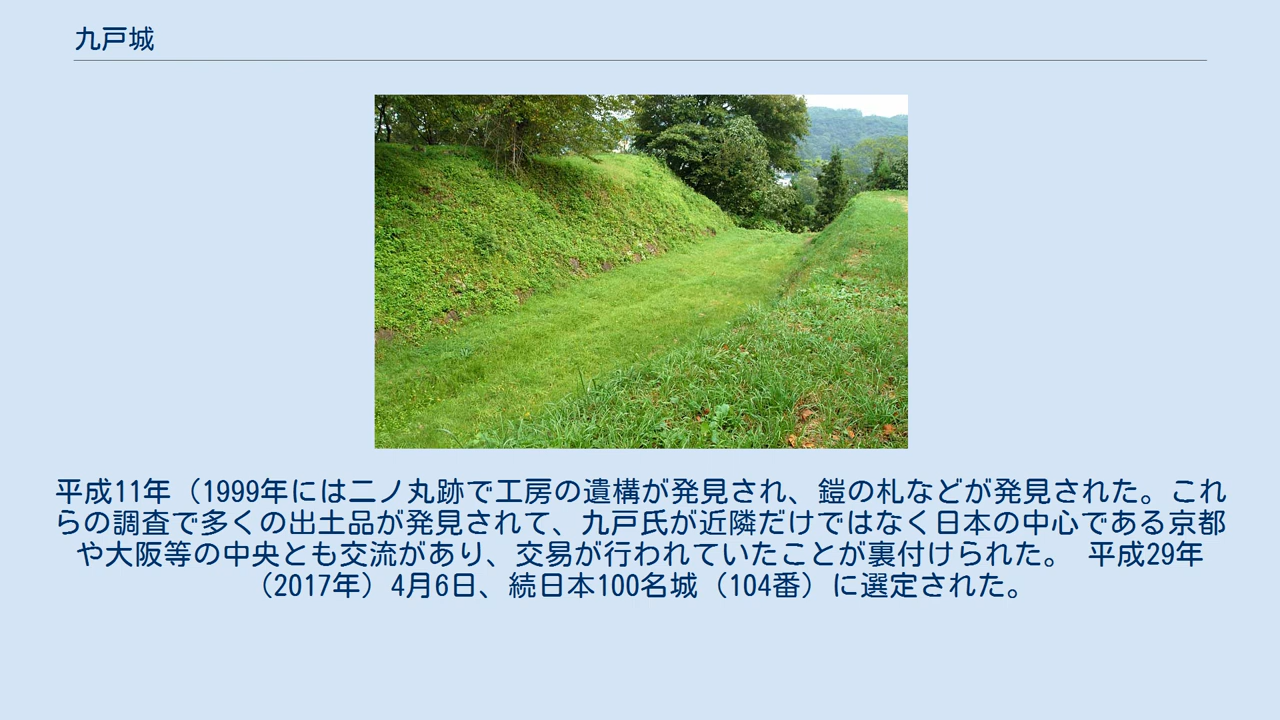 九戸城
平成11年（1999年には二ノ丸跡で工房の遺構が発見され、鎧の札などが発見された。これ
らの調査で多くの出土品が発見されて、九戸氏が近隣だけではなく日本の中心である京都
や大阪等の中央とも交流があり、交易が行われていたことが裏付けられた。 平成29年
（2017年）4月6日、続日本100名城（104番）に選定された。